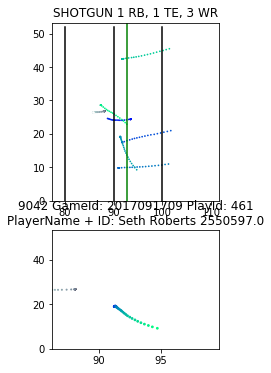 SHOTGUN 1 RB, 1 TE, 3 WR
50
40
30
20
10
0
80 90 100 110
9042 GameId: 2017091709 PlayId: 461
PlayerName + ID: Seth Roberts 2550597.0
40
20
0
90 95